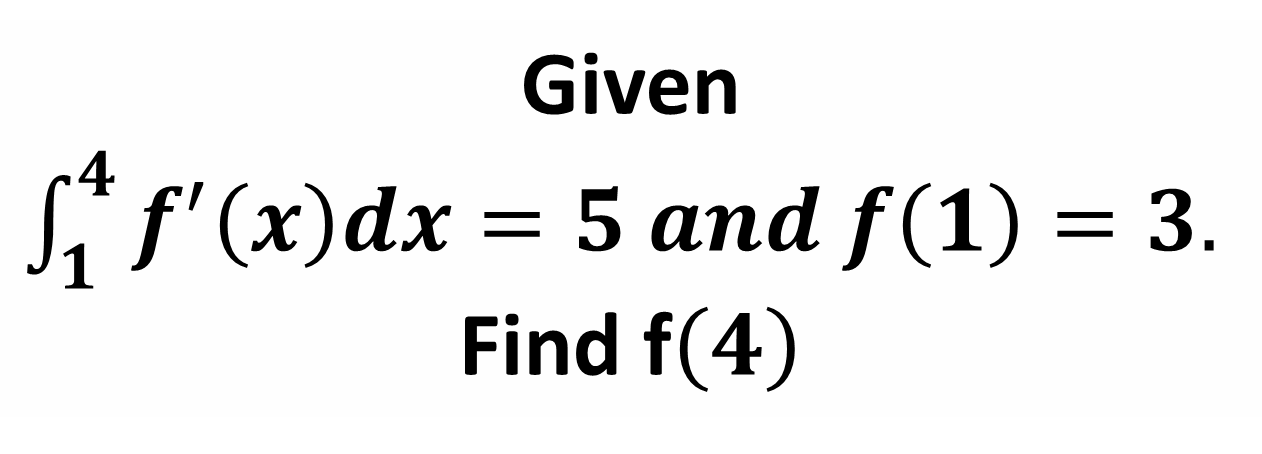 Given
∫₁⁴ f'(x)dx = 5 and f(1) = 3.
Find f(4)